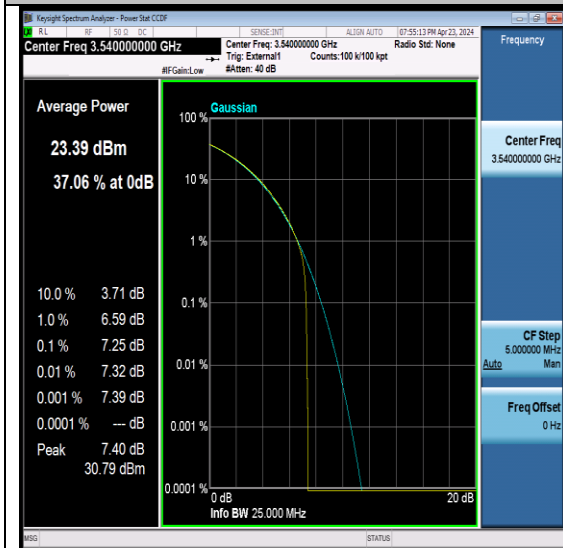 Keysight Spectrum Analyzer - Power Stat CCDF
RL RF 50 Ω DC SENSE:INT ALIGN AUTO 07:55:13 PM Apr 23, 2024
Center Freq 3.540000000 GHz
Center Freq: 3.540000000 GHz
Radio Std: None
Trig: External1 Counts:100 k/100 kpt
#IFGain:Low #Atten: 40 dB
Frequency
Average Power
23.39 dBm
37.06 % at 0dB
10.0 % 3.71 dB
1.0 % 6.59 dB
0.1 % 7.25 dB
0.01 % 7.32 dB
0.001 % 7.39 dB
0.0001 % --- dB
Peak 7.40 dB
30.79 dBm
Gaussian
100 %
10 %
1 %
0.1 %
0.01 %
0.001 %
0.0001 %
0 dB 20 dB
Info BW 25.000 MHz
Center Freq
3.540000000 GHz
CF Step
5.000000 MHz
Auto Man
Freq Offset
0 Hz
MSG STATUS